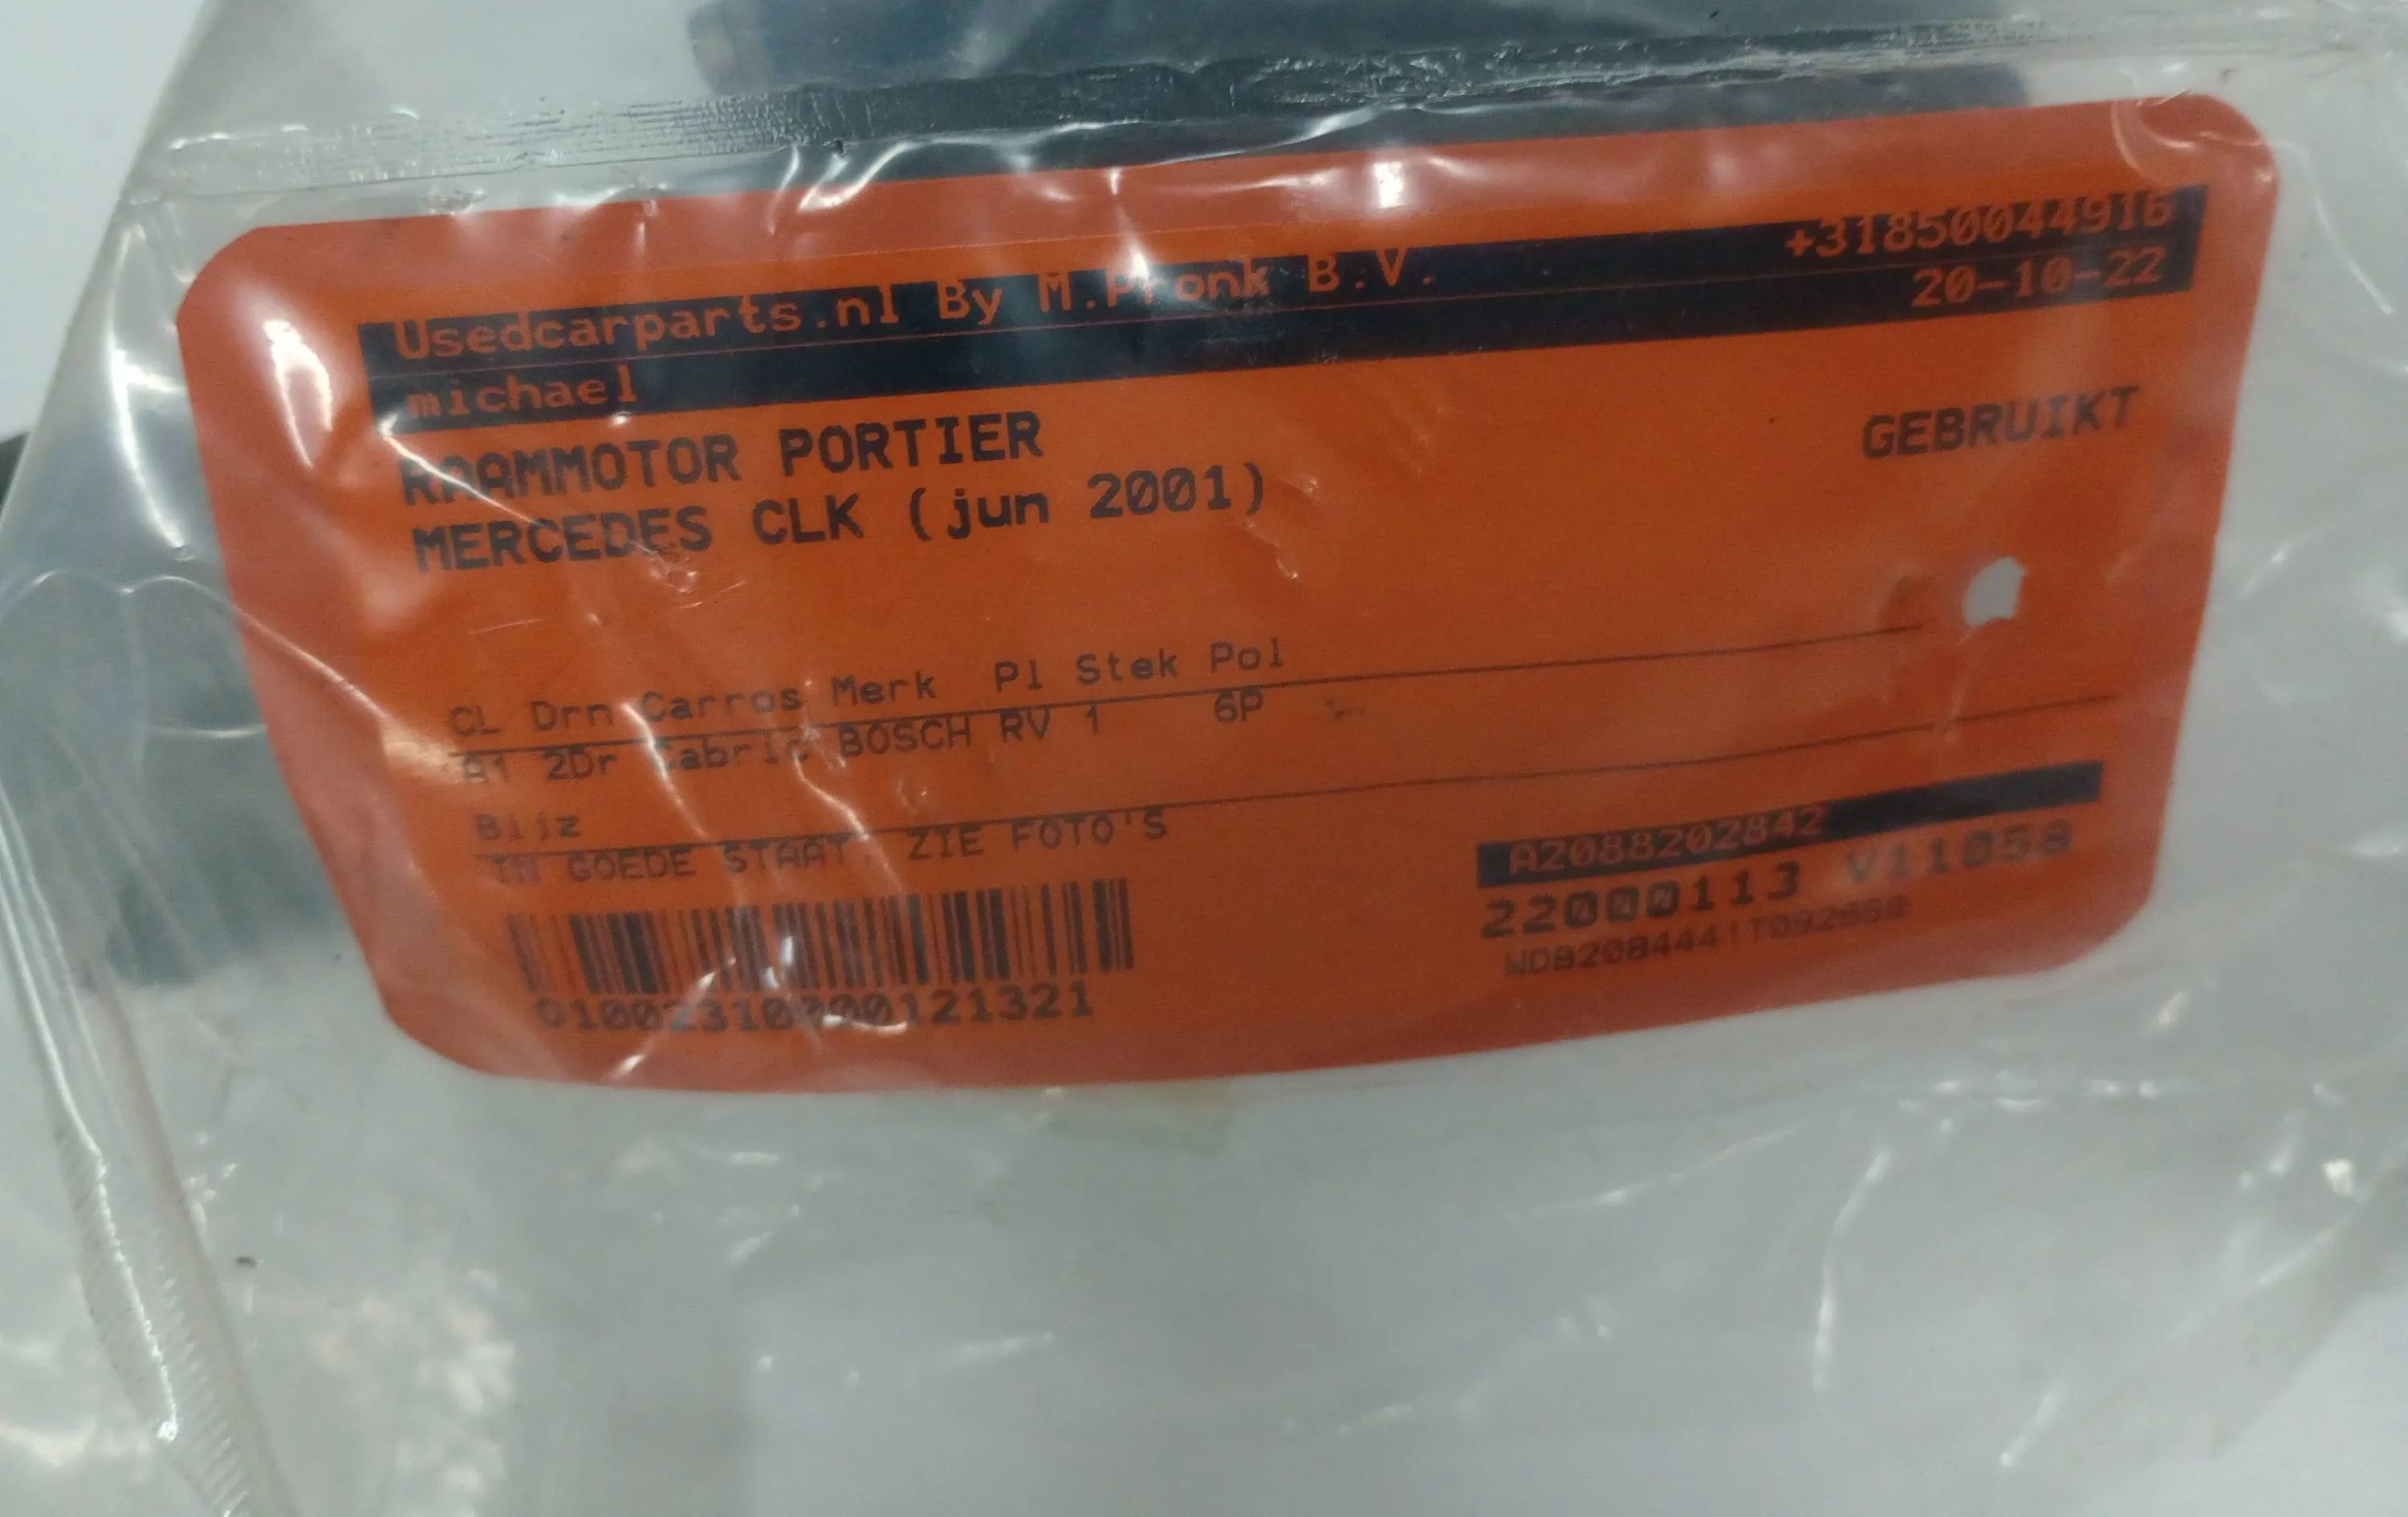 Usedcarparts.nl By M.Pronk B.V. +31850044916
michael 20-10-22
RAAMMOTOR PORTIER GEBRUIKT
MERCEDES CLK (jun 2001)
CL Drn Carros Merk Pl Stek Pol
A1 2Dr Cabrio BOSCH RV 1 6P
Bijz
IN GOEDE STAAT, ZIE FOTO'S
A2088202842
22000113 V11058
0100231000121321